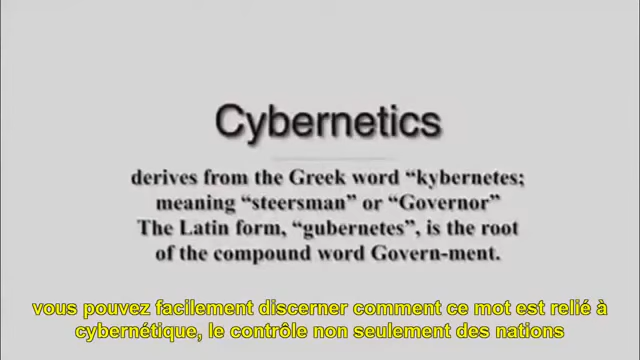 Cybernetics
derives from the Greek word “kybernetes;
meaning “steersman” or “Governor”
The Latin form, “gubernetes”, is the root
of the compound word Govern-ment.
vous pouvez facilement discerner comment ce mot est relié à
cybernétique, le contrôle non seulement des nations